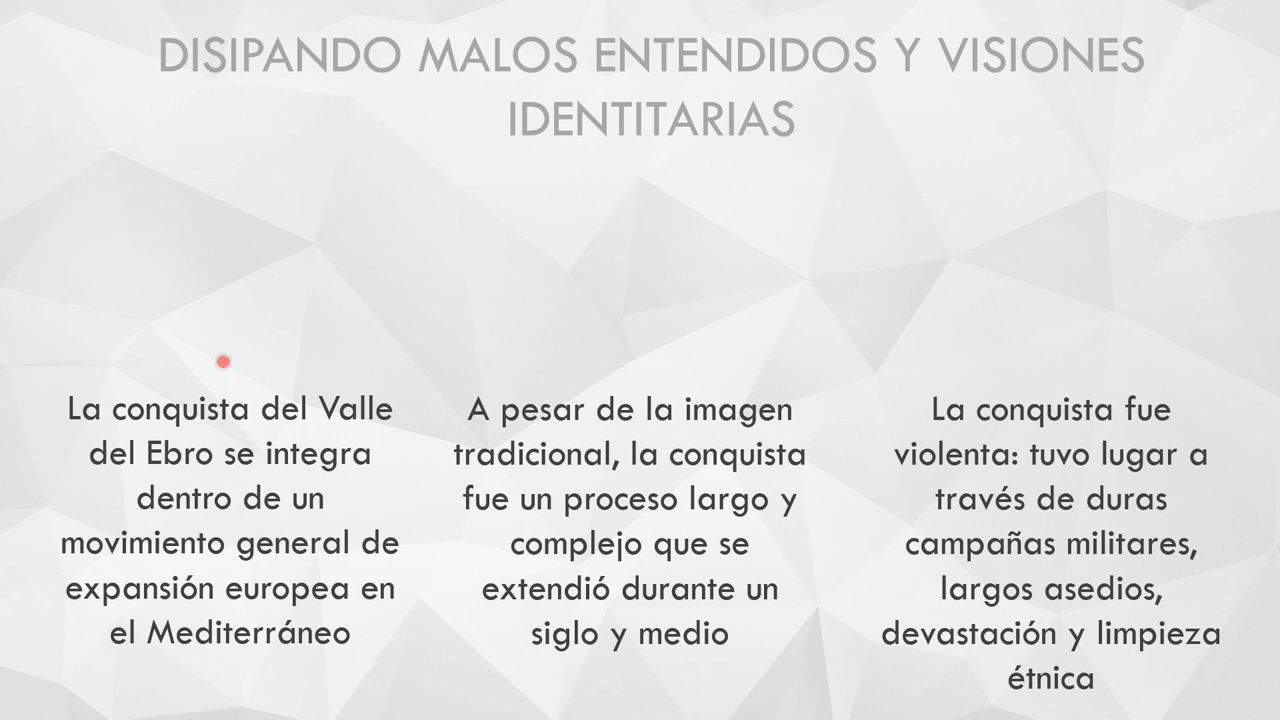 DISIPANDO MALOS ENTENDIDOS Y VISIONES
IDENTITARIAS
La conquista del Valle
del Ebro se integra
dentro de un
movimiento general de
expansión europea en
el Mediterráneo
A pesar de la imagen
tradicional, la conquista
fue un proceso largo y
complejo que se
extendió durante un
siglo y medio
La conquista fue
violenta: tuvo lugar a
través de duras
campañas militares,
largos asedios,
devastación y limpieza
étnica